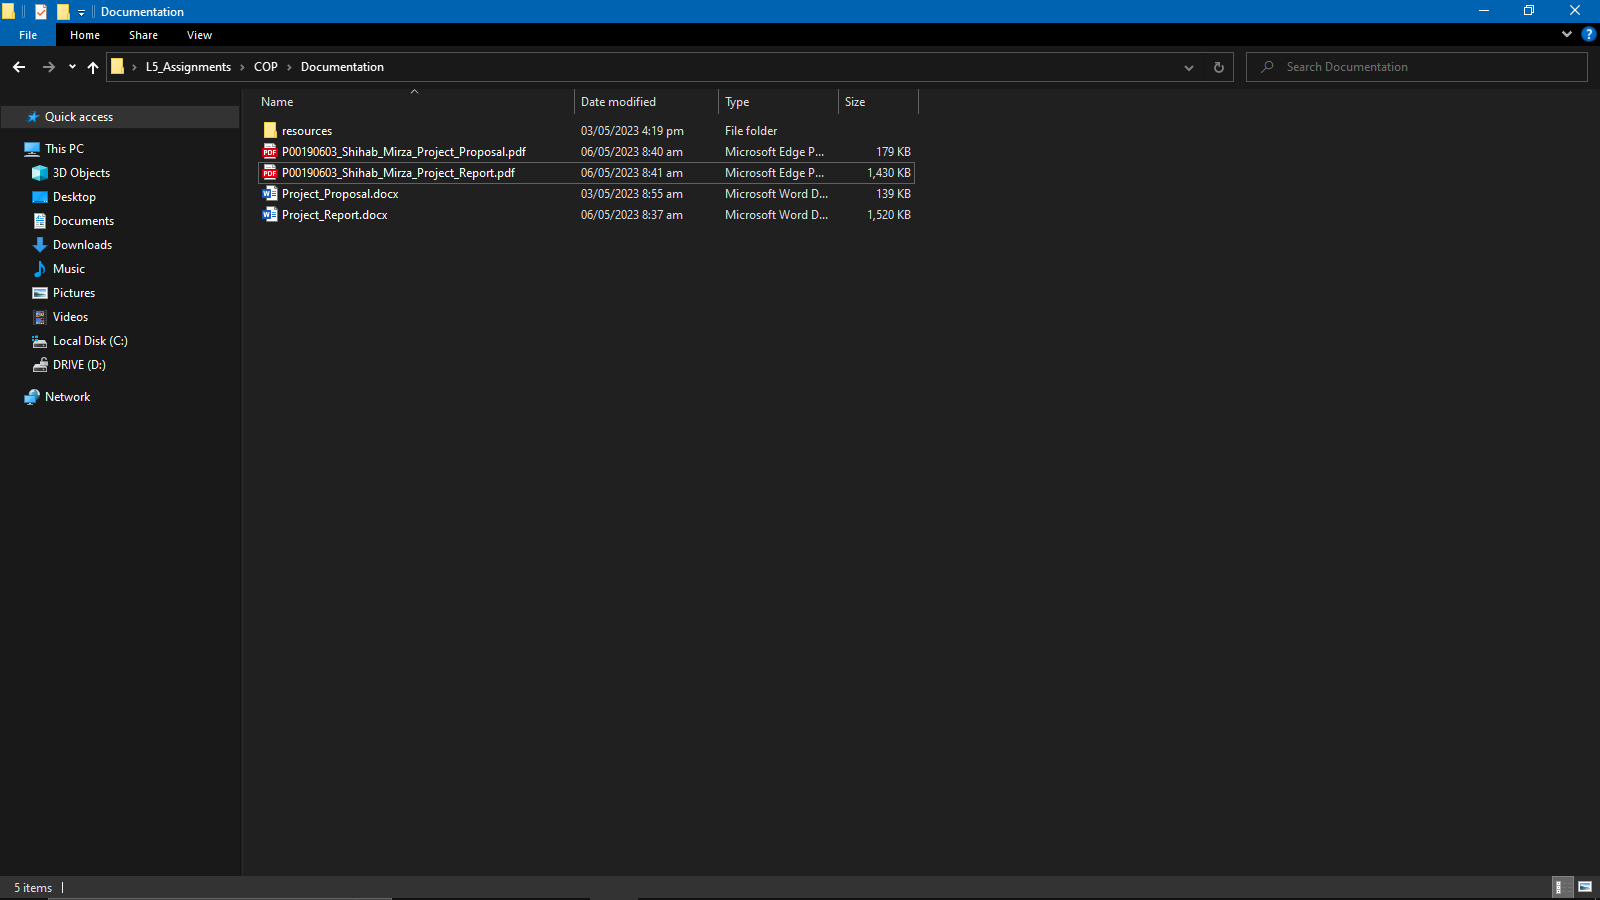 Documentation
File Home Share View
L5_Assignments › COP › Documentation
Search Documentation
Name Date modified Type Size
Quick access
This PC
3D Objects
Desktop
Documents
Downloads
Music
Pictures
Videos
Local Disk (C:)
DRIVE (D:)
Network
resources 03/05/2023 4:19 pm File folder
P00190603_Shihab_Mirza_Project_Proposal.pdf 06/05/2023 8:40 am Microsoft Edge P... 179 KB
P00190603_Shihab_Mirza_Project_Report.pdf 06/05/2023 8:41 am Microsoft Edge P... 1,430 KB
Project_Proposal.docx 03/05/2023 8:55 am Microsoft Word D... 139 KB
Project_Report.docx 06/05/2023 8:37 am Microsoft Word D... 1,520 KB
5 items